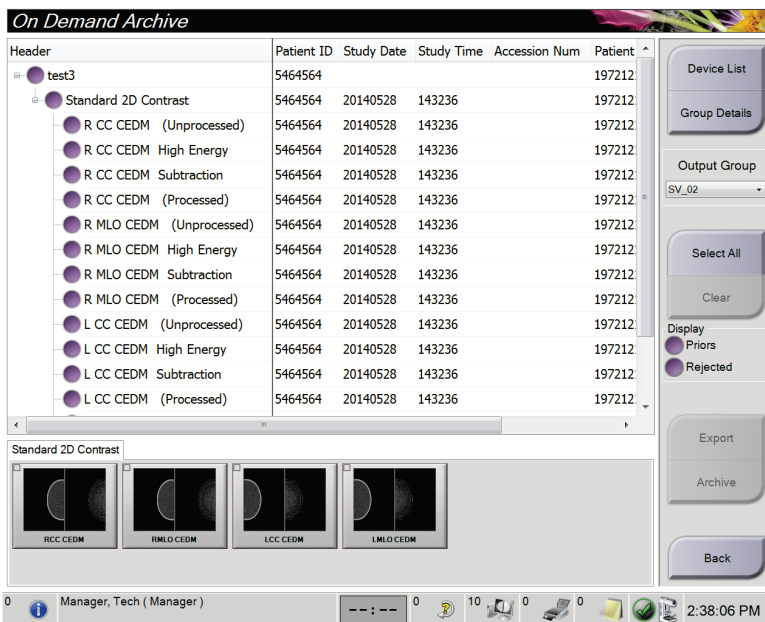 On Demand Archive
Header Patient ID Study Date Study Time Accession Num Patient
test3 5464564 197212
Standard 2D Contrast 5464564 20140528 143236 197212
R CC CEDM (Unprocessed) 5464564 20140528 143236 197212
R CC CEDM High Energy 5464564 20140528 143236 197212
R CC CEDM Subtraction 5464564 20140528 143236 197212
R CC CEDM (Processed) 5464564 20140528 143236 197212
R MLO CEDM (Unprocessed) 5464564 20140528 143236 197212
R MLO CEDM High Energy 5464564 20140528 143236 197212
R MLO CEDM Subtraction 5464564 20140528 143236 197212
R MLO CEDM (Processed) 5464564 20140528 143236 197212
L CC CEDM (Unprocessed) 5464564 20140528 143236 197212
L CC CEDM High Energy 5464564 20140528 143236 197212
L CC CEDM Subtraction 5464564 20140528 143236 197212
L CC CEDM (Processed) 5464564 20140528 143236 197212
Standard 2D Contrast
RCC CEDM RMLO CEDM LCC CEDM LMLO CEDM
Device List
Group Details
Output Group
SV_02
Select All
Clear
Display
Priors
Rejected
Export
Archive
Back
0 Manager, Tech ( Manager ) --:-- 0 10 0 0 2:38:06 PM